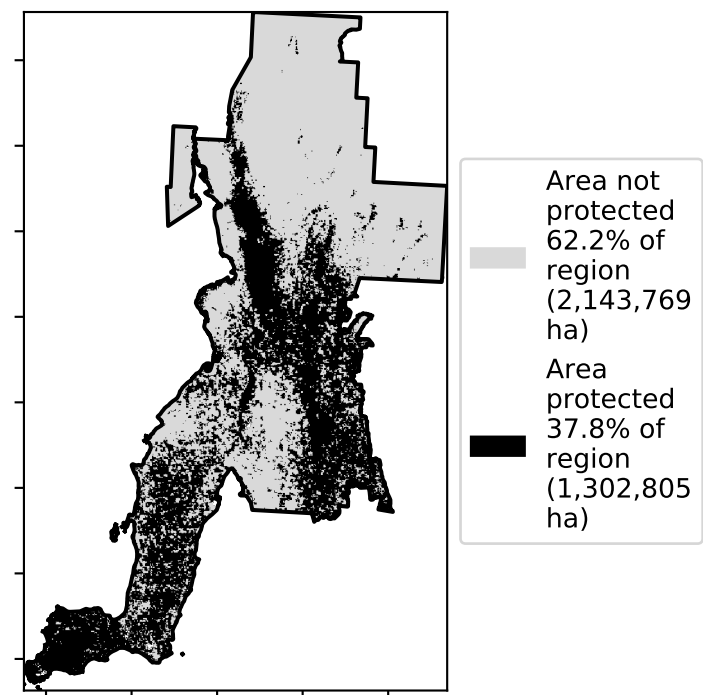 Area not
protected
62.2% of
region
(2,143,769
ha)
Area
protected
37.8% of
region
(1,302,805
ha)